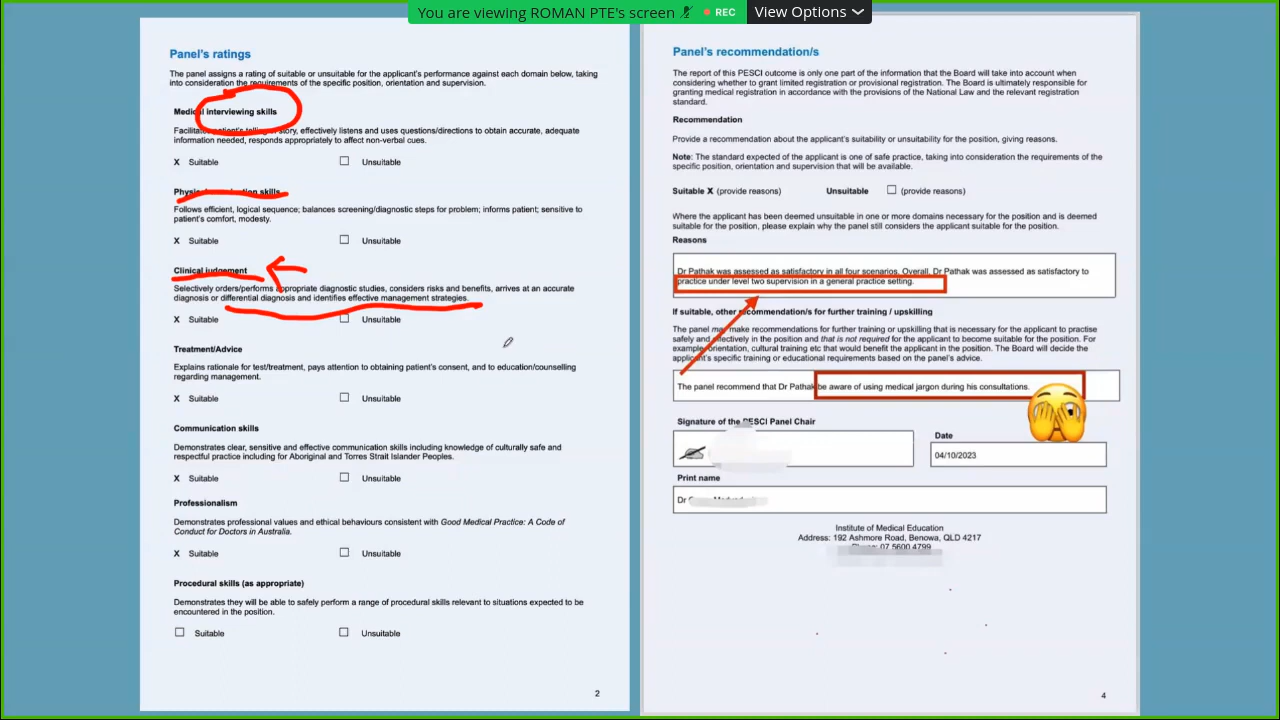 You are viewing ROMAN PTE's screen
REC
View Options
Panel's ratings
The panel assigns a rating of suitable or unsuitable for the applicant's performance against each domain below, taking
into consideration the requirements of the specific position, orientation and supervision.
Medical interviewing skills
Facilitates patient's telling of story, effectively listens and uses questions/directions to obtain accurate, adequate
information needed, responds appropriately to affect non-verbal cues.
X Suitable Unsuitable
Physical examination skills
Follows efficient, logical sequence; balances screening/diagnostic steps for problem; informs patient; sensitive to
patient's comfort, modesty.
X Suitable Unsuitable
Clinical judgement
Selectively orders/performs appropriate diagnostic studies, considers risks and benefits, arrives at an accurate
diagnosis or differential diagnosis and identifies effective management strategies.
X Suitable Unsuitable
Treatment/Advice
Explains rationale for test/treatment, pays attention to obtaining patient's consent, and to education/counselling
regarding management.
X Suitable Unsuitable
Communication skills
Demonstrates clear, sensitive and effective communication skills including knowledge of culturally safe and
respectful practice including for Aboriginal and Torres Strait Islander Peoples.
X Suitable Unsuitable
Professionalism
Demonstrates professional values and ethical behaviours consistent with Good Medical Practice: A Code of
Conduct for Doctors in Australia.
X Suitable Unsuitable
Procedural skills (as appropriate)
Demonstrates they will be able to safely perform a range of procedural skills relevant to situations expected to be
encountered in the position.
Suitable Unsuitable
2
Panel's recommendation/s
The report of this PESCI outcome is only one part of the information that the Board will take into account when
considering whether to grant limited registration or provisional registration. The Board is ultimately responsible for
granting medical registration in accordance with the provisions of the National Law and the relevant registration
standard.
Recommendation
Provide a recommendation about the applicant's suitability or unsuitability for the position, giving reasons.
Note: The standard expected of the applicant is one of safe practice, taking into consideration the requirements of the
specific position, orientation and supervision that will be available.
Suitable X (provide reasons) Unsuitable (provide reasons)
Where the applicant has been deemed unsuitable in one or more domains necessary for the position and is deemed
suitable for the position, please explain why the panel still considers the applicant suitable for the position.
Reasons
Dr Pathak was assessed as satisfactory in all four scenarios. Overall, Dr Pathak was assessed as satisfactory to
practice under level two supervision in a general practice setting.
If suitable, other recommendation/s for further training / upskilling
The panel may make recommendations for further training or upskilling that is necessary for the applicant to practise
safely and effectively in the position and that is not required for the applicant to become suitable for the position. For
example, orientation, cultural training etc that would benefit the applicant in the position. The Board will decide the
applicant's specific training or educational requirements based on the panel's advice.
The panel recommend that Dr Pathak be aware of using medical jargon during his consultations.
Signature of the PESCI Panel Chair
Date
04/10/2023
Print name
Dr
Institute of Medical Education
Address: 192 Ashmore Road, Benowa, QLD 4217
Phone: 07 5600 4799
4